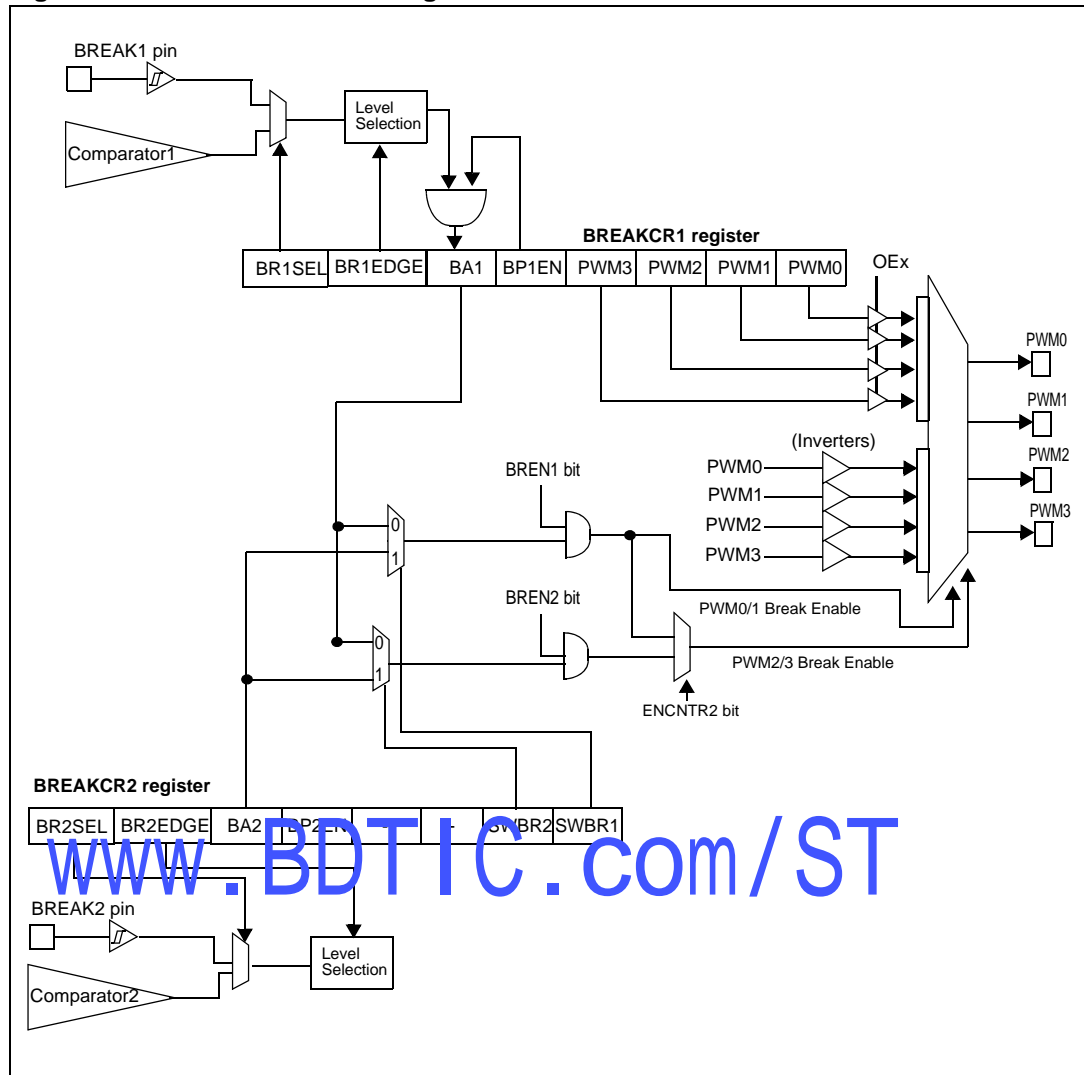 BREAK1 pin
Level
Selection
Comparator1
BREAKCR1 register
BR1SEL BR1EDGE BA1 BP1EN PWM3 PWM2 PWM1 PWM0
OEx
PWM0
PWM1
PWM2
PWM3
(Inverters)
PWM0
PWM1
PWM2
PWM3
BREN1 bit
0
1
PWM0/1 Break Enable
BREN2 bit
0
1
PWM2/3 Break Enable
ENCNTR2 bit
BREAKCR2 register
BR2SEL BR2EDGE BA2 BP2EN - - SWBR2 SWBR1
www.BDTIC.com/ST
BREAK2 pin
Level
Selection
Comparator2